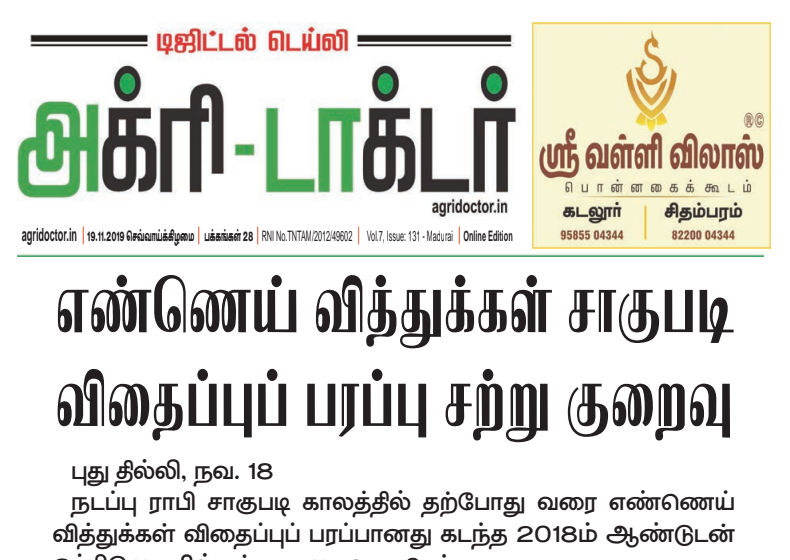 டிஜிட்டல் டெய்லி
அக்ரி-டாக்டர்
agridoctor.in
agridoctor.in | 19.11.2019 செவ்வாய்க்கிழமை | பக்கங்கள் 28 | RNI No.TNTAM/2012/49602 | Vol.7, Issue: 131 - Madurai | Online Edition
®©
ஸ்ரீ வள்ளி விலாஸ்
பொன்னகைக் கூடம்
கடலூர் | சிதம்பரம்
95855 04344 | 82200 04344
எண்ணெய் வித்துக்கள் சாகுபடி
விதைப்புப் பரப்பு சற்று குறைவு
புது தில்லி, நவ. 18
நடப்பு ராபி சாகுபடி காலத்தில் தற்போது வரை எண்ணெய்
வித்துக்கள் விதைப்புப் பரப்பானது கடந்த 2018ம் ஆண்டுடன்